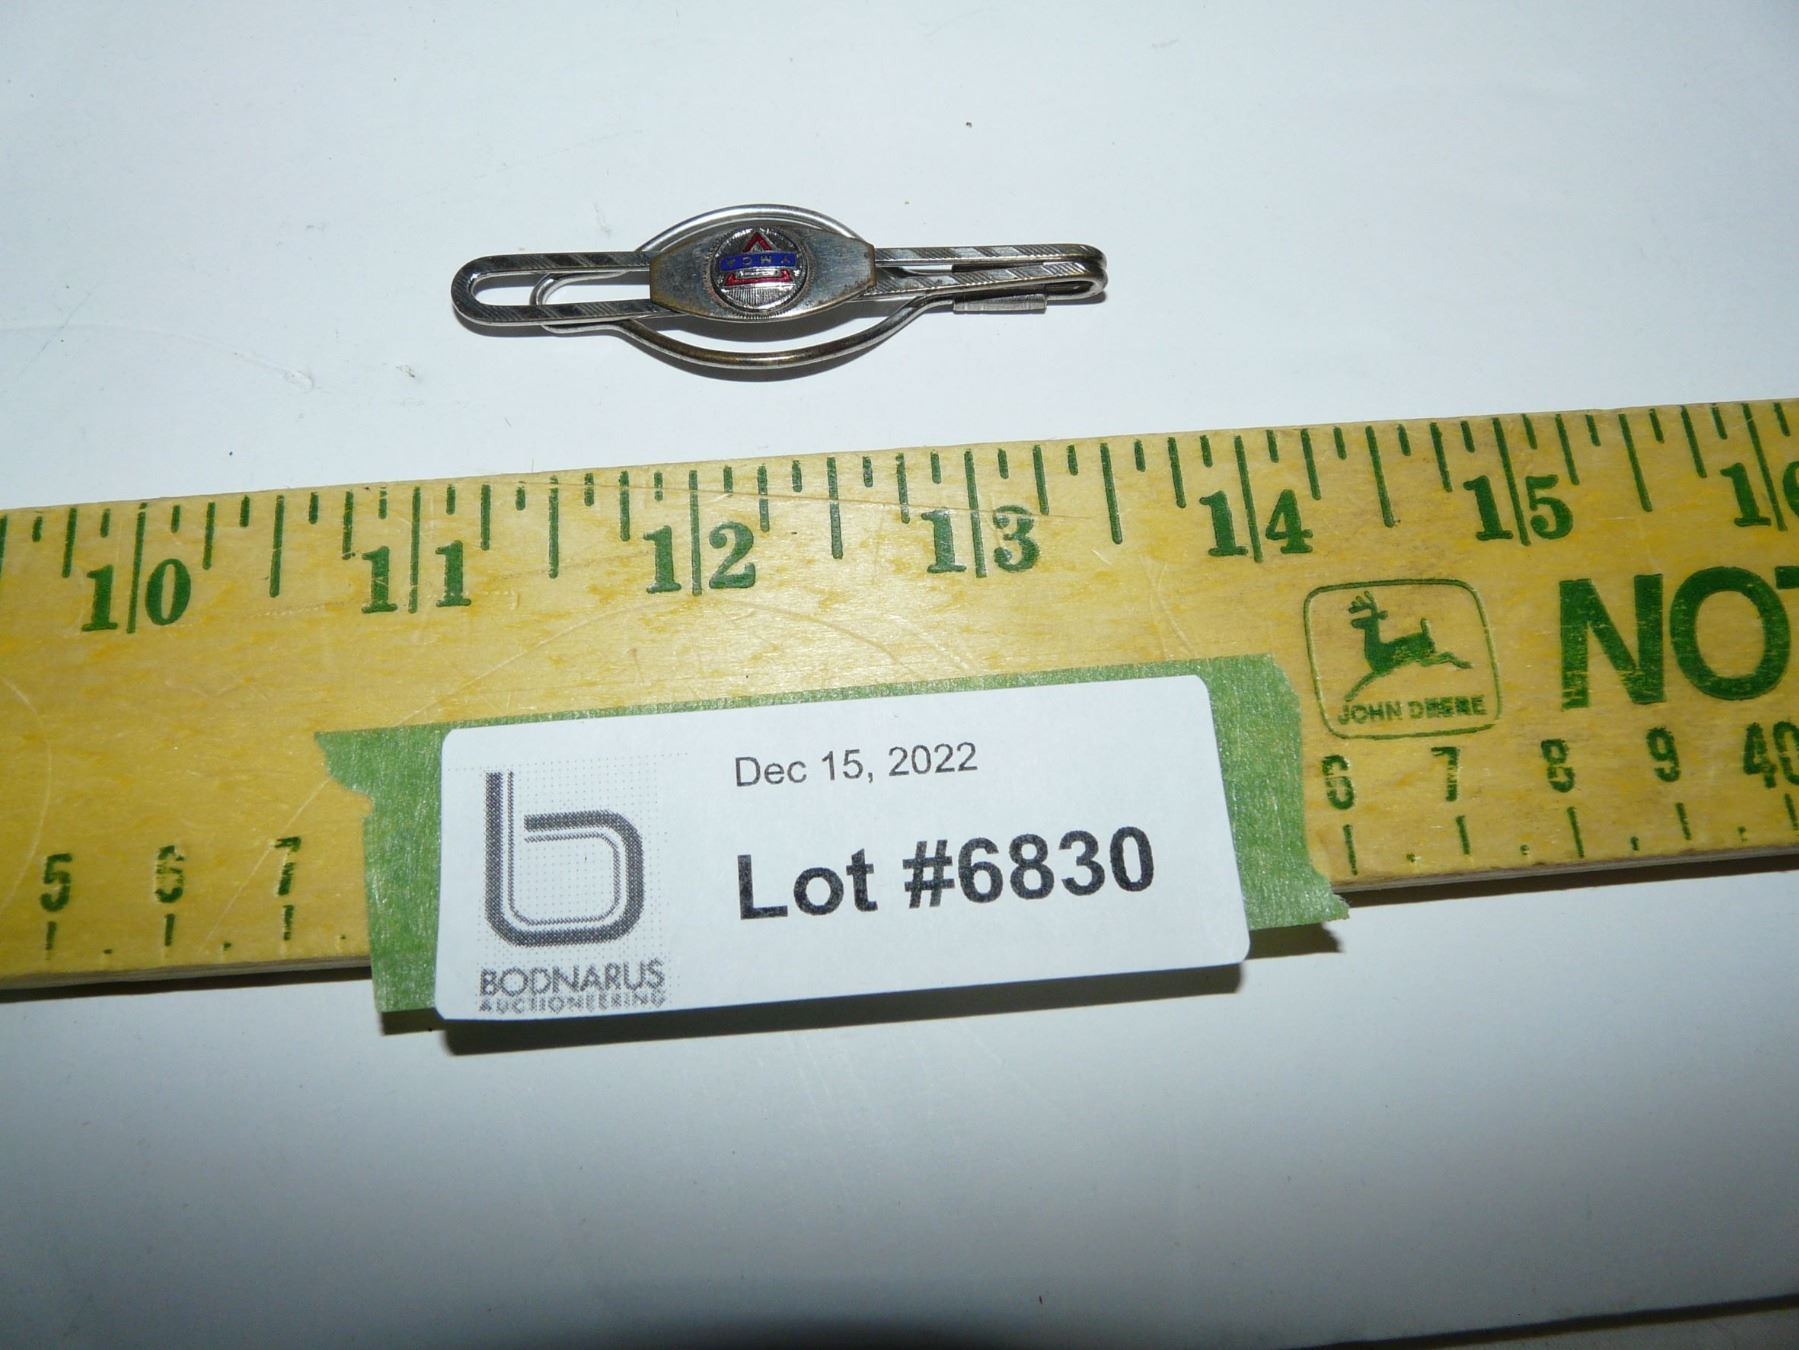 YMCA
10 11 12 13 14 15 16
JOHN DEERE
NOT
5 6 7
6 7 8 9 40
Dec 15, 2022
Lot #6830
b
BODNARUS
AUCTIONEERING